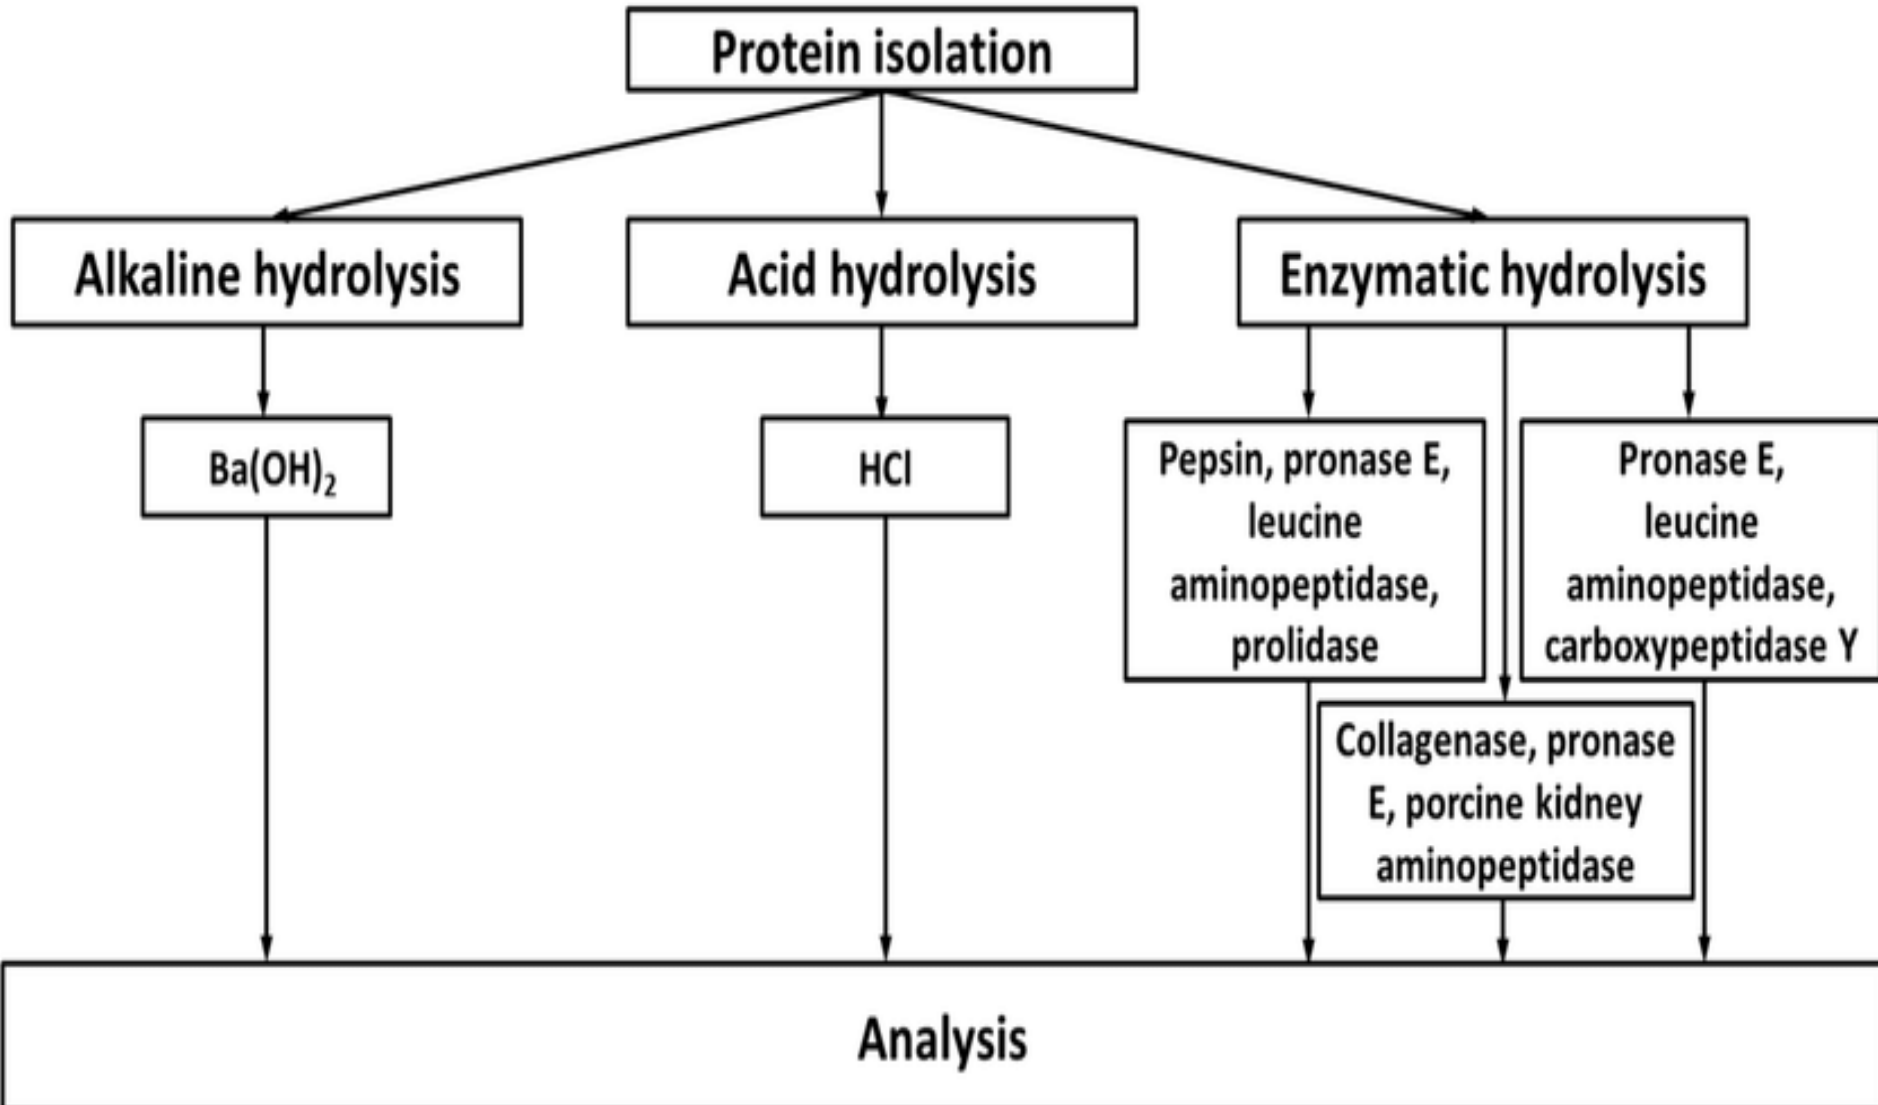 Protein isolation
Alkaline hydrolysis
Acid hydrolysis
Enzymatic hydrolysis
Ba(OH)₂
HCl
Pepsin, pronase E,
leucine
aminopeptidase,
prolidase
Pronase E,
leucine
aminopeptidase,
carboxypeptidase Y
Collagenase, pronase
E, porcine kidney
aminopeptidase
Analysis